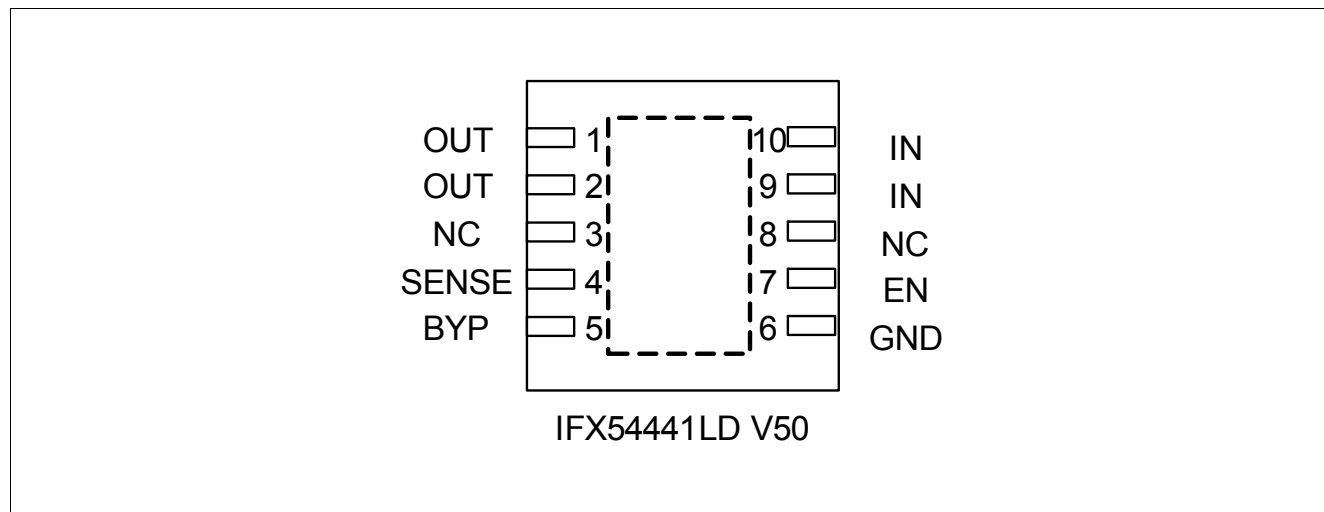 OUT 1 10 IN
OUT 2 9 IN
NC 3 8 NC
SENSE 4 7 EN
BYP 5 6 GND
IFX54441LD V50